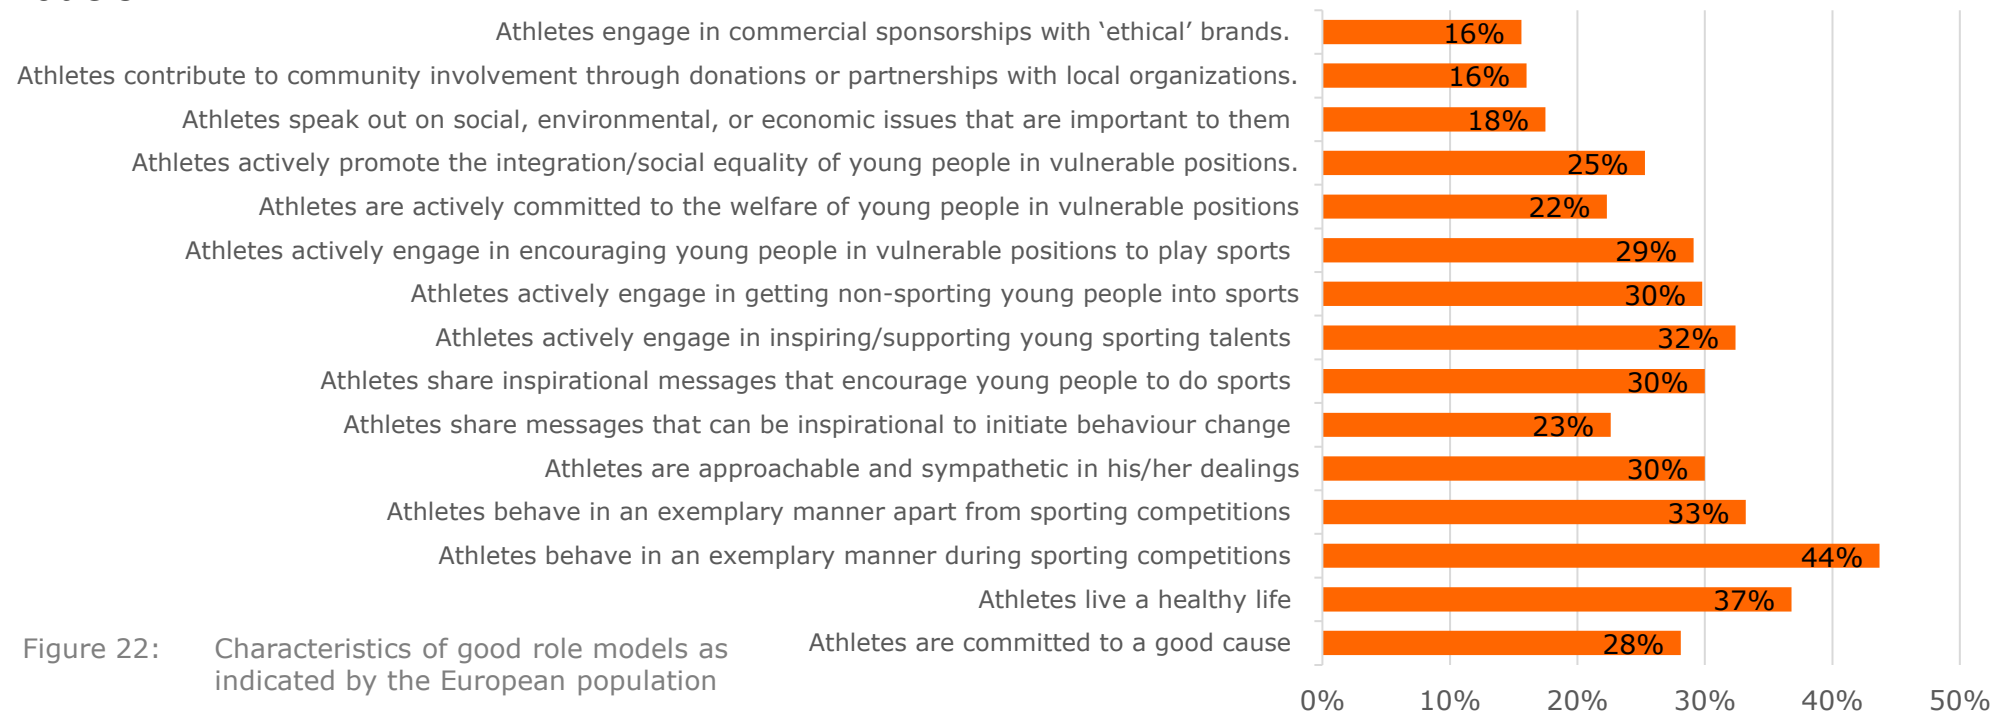 Athletes engage in commercial sponsorships with ‘ethical’ brands. 16%
Athletes contribute to community involvement through donations or partnerships with local organizations. 16%
Athletes speak out on social, environmental, or economic issues that are important to them 18%
Athletes actively promote the integration/social equality of young people in vulnerable positions. 25%
Athletes are actively committed to the welfare of young people in vulnerable positions 22%
Athletes actively engage in encouraging young people in vulnerable positions to play sports 29%
Athletes actively engage in getting non-sporting young people into sports 30%
Athletes actively engage in inspiring/supporting young sporting talents 32%
Athletes share inspirational messages that encourage young people to do sports 30%
Athletes share messages that can be inspirational to initiate behaviour change 23%
Athletes are approachable and sympathetic in his/her dealings 30%
Athletes behave in an exemplary manner apart from sporting competitions 33%
Athletes behave in an exemplary manner during sporting competitions 44%
Athletes live a healthy life 37%
Athletes are committed to a good cause 28%
0% 10% 20% 30% 40% 50%
Figure 22: Characteristics of good role models as
indicated by the European population